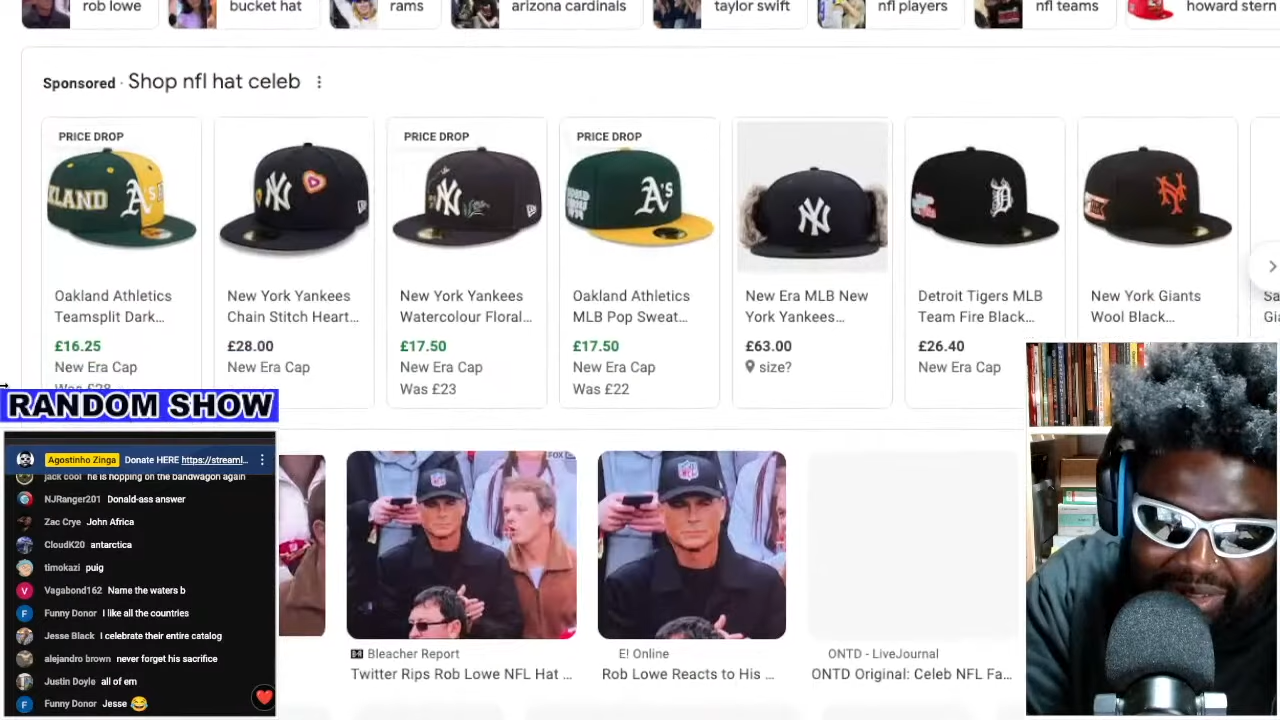 rob lowe
bucket hat
rams
arizona cardinals
taylor swift
nfl players
nfl teams
howard stern
Sponsored · Shop nfl hat celeb
PRICE DROP
PRICE DROP
PRICE DROP
Oakland Athletics
Teamsplit Dark...
£16.25
New Era Cap
Was £28
New York Yankees
Chain Stitch Heart...
£28.00
New Era Cap
New York Yankees
Watercolour Floral...
£17.50
New Era Cap
Was £23
Oakland Athletics
MLB Pop Sweat...
£17.50
New Era Cap
Was £22
New Era MLB New
York Yankees...
£63.00
size?
Detroit Tigers MLB
Team Fire Black...
£26.40
New Era Cap
New York Giants
Wool Black...
Sa
Gia
RANDOM SHOW
Agostinho Zinga Donate HERE https://streaml...
jack cool he is hopping on the bandwagon again
NJRanger201 Donald-ass answer
Zac Crye John Africa
CloudK20 antarctica
timokazi puig
Vagabond162 Name the waters b
Funny Donor I like all the countries
Jesse Black I celebrate their entire catalog
alejandro brown never forget his sacrifice
Justin Doyle all of em
Funny Donor Jesse 😂
Bleacher Report
Twitter Rips Rob Lowe NFL Hat ...
E! Online
Rob Lowe Reacts to His ...
ONTD - LiveJournal
ONTD Original: Celeb NFL Fa...